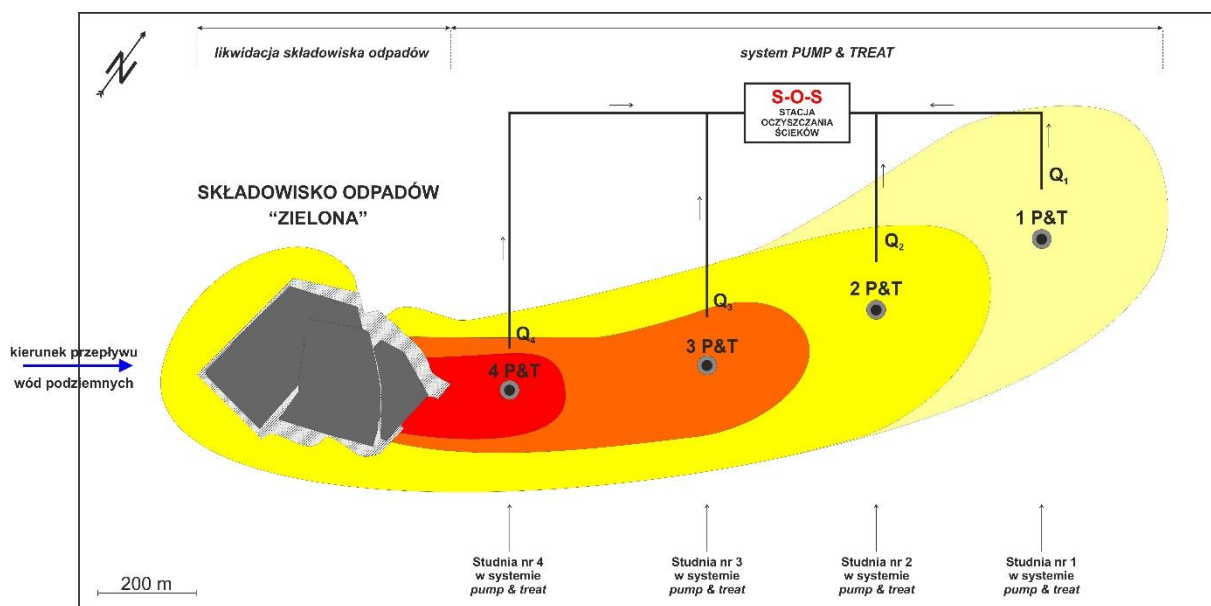 N
likwidacja składowiska odpadów
system PUMP & TREAT
S-O-S
STACJA
OCZYSZCZANIA
ŚCIEKÓW
SKŁADOWISKO ODPADÓW
“ZIELONA”
Q₁
1 P&T
Q₂
2 P&T
Q₃
3 P&T
Q₄
4 P&T
kierunek przepływu
wód podziemnych
Studnia nr 4
w systemie
pump & treat
Studnia nr 3
w systemie
pump & treat
Studnia nr 2
w systemie
pump & treat
Studnia nr 1
w systemie
pump & treat
200 m